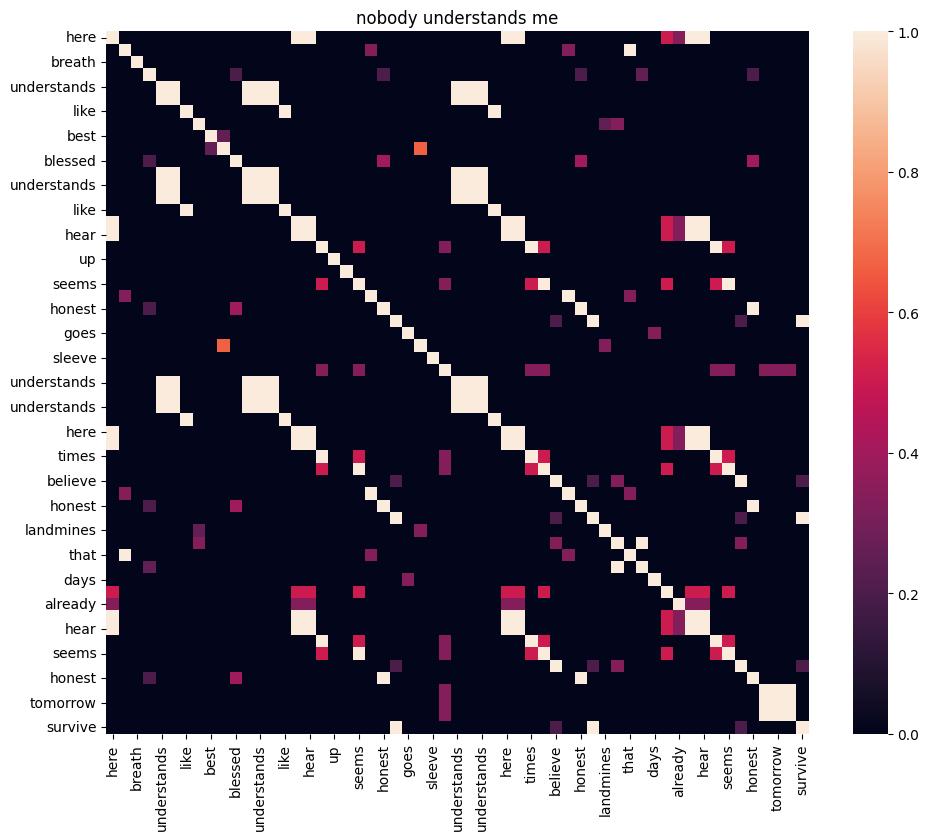 nobody understands me
here
breath
understands
like
best
blessed
understands
like
hear
up
seems
honest
goes
sleeve
understands
understands
here
times
believe
honest
landmines
that
days
already
hear
seems
honest
tomorrow
survive
1.0
0.8
0.6
0.4
0.2
0.0
here
breath
understands
like
best
blessed
understands
like
hear
up
seems
honest
goes
sleeve
understands
understands
here
times
believe
honest
landmines
that
days
already
hear
seems
honest
tomorrow
survive